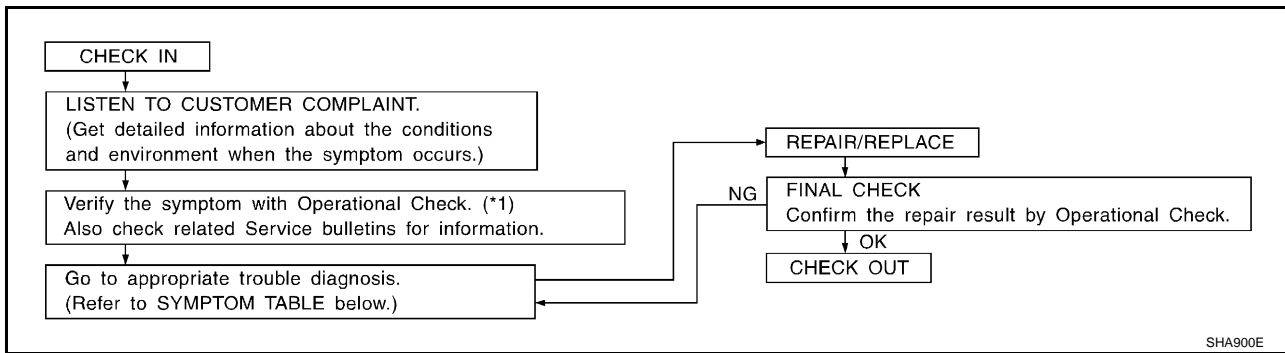 CHECK IN
LISTEN TO CUSTOMER COMPLAINT.
(Get detailed information about the conditions
and environment when the symptom occurs.)
Verify the symptom with Operational Check. (*1)
Also check related Service bulletins for information.
Go to appropriate trouble diagnosis.
(Refer to SYMPTOM TABLE below.)
REPAIR/REPLACE
NG
FINAL CHECK
Confirm the repair result by Operational Check.
OK
CHECK OUT
SHA900E